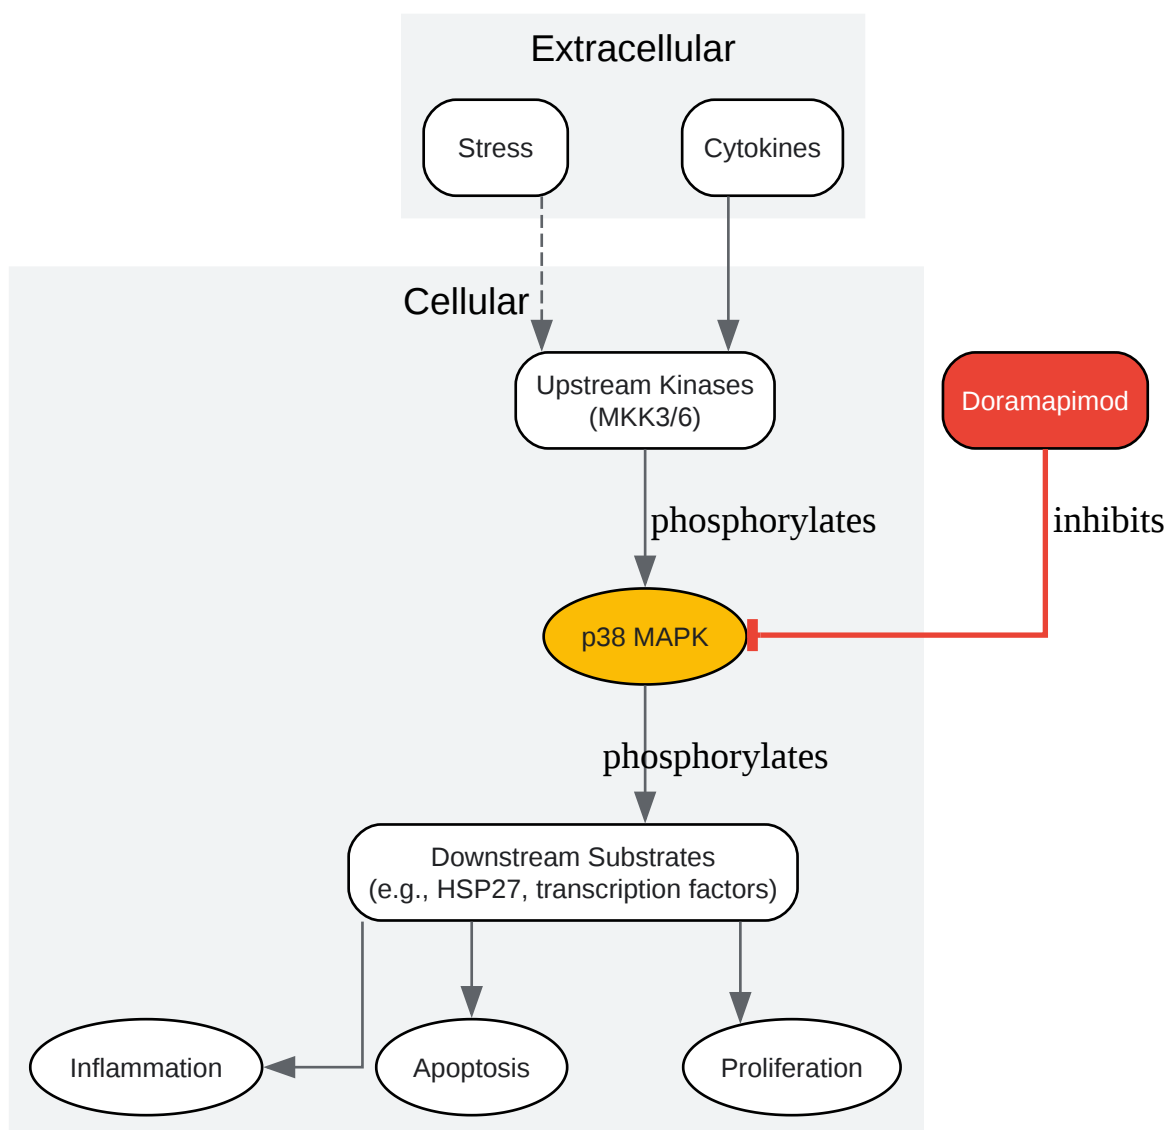 Extracellular
Stress
Cytokines
Cellular
Upstream Kinases
(MKK3/6)
Doramapimod
phosphorylates
inhibits
p38 MAPK
phosphorylates
Downstream Substrates
(e.g., HSP27, transcription factors)
Inflammation
Apoptosis
Proliferation